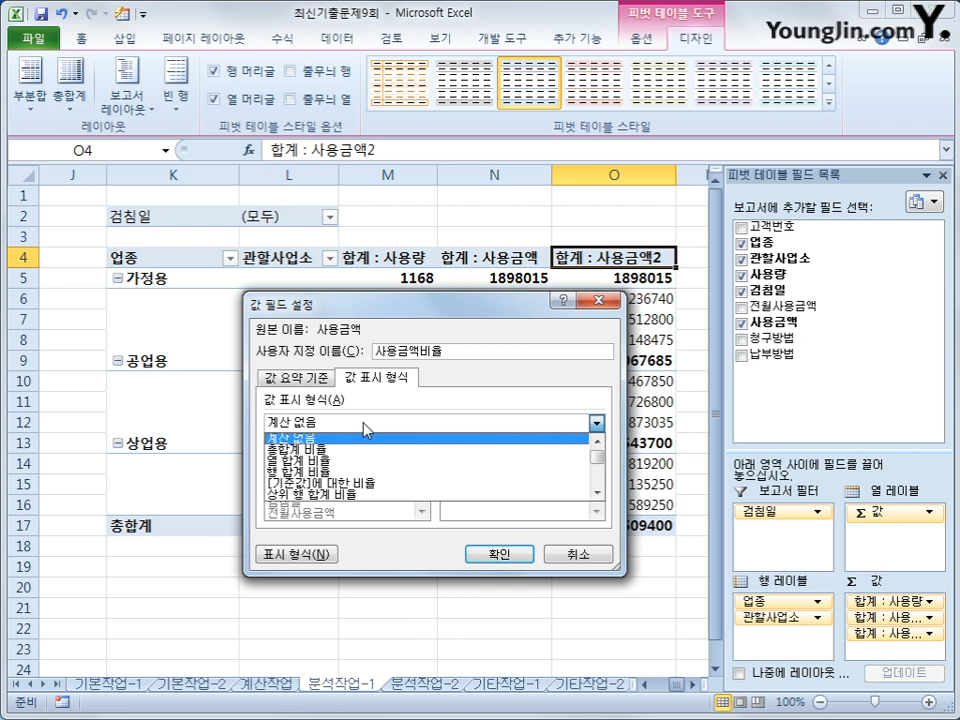 최신기출문제9회 - Microsoft Excel
피벗 테이블 도구
YoungJin.com Y.
파일 홈 삽입 페이지 레이아웃 수식 데이터 검토 보기 개발 도구 추가 기능 옵션 디자인
부분합 총합계 보고서 레이아웃 빈 행
행 머리글 줄무늬 행
열 머리글 줄무늬 열
레이아웃 피벗 테이블 스타일 옵션 피벗 테이블 스타일
O4 fx 합계 : 사용금액2
J K L M N O
피벗 테이블 필드 목록
보고서에 추가할 필드 선택:
고객번호
업종
관할사업소
사용량
검침일
전월사용금액
사용금액
청구방법
납부방법
1
2 검침일 (모두)
3
4 업종 관할사업소 합계 : 사용량 합계 : 사용금액 합계 : 사용금액2
5 가정용 1168 1898015 1898015
6 236740
7 512800
8 148475
9 공업용 067685
10 467850
11 726800
12 873035
13 상업용 543700
14 819200
15 135250
16 589250
17 총합계 509400
18
19
20
21
22
23
24
값 필드 설정
원본 이름: 사용금액
사용자 지정 이름(C): 사용금액비율
값 요약 기준 값 표시 형식
값 표시 형식(A)
계산 없음
계산 없음
총합계 비율
열 합계 비율
행 합계 비율
[기준값]에 대한 비율
상위 행 합계 비율
전월사용금액
표시 형식(N) 확인 취소
아래 영역 사이에 필드를 끌어
놓으십시오.
보고서 필터 열 레이블
검침일 Σ 값
행 레이블 Σ 값
업종 합계 : 사용량
관할사업소 합계 : 사용...
합계 : 사용...
나중에 레이아웃 ... 업데이트
기본작업-1 기본작업-2 계산작업 분석작업-1 분석작업-2 기타작업-1 기타작업-2
준비 100%